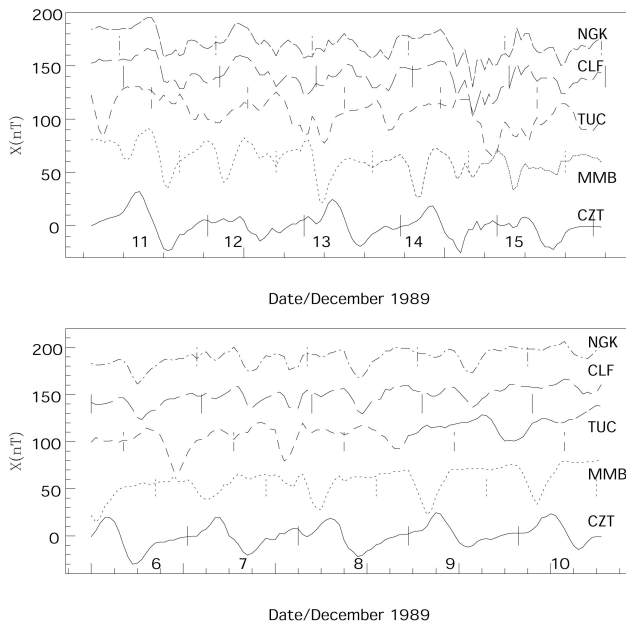 200
150
100
50
0
X(nT)
NGK
CLF
TUC
MMB
CZT
11 12 13 14 15
Date/December 1989
200
150
100
50
0
X(nT)
NGK
CLF
TUC
MMB
CZT
6 7 8 9 10
Date/December 1989